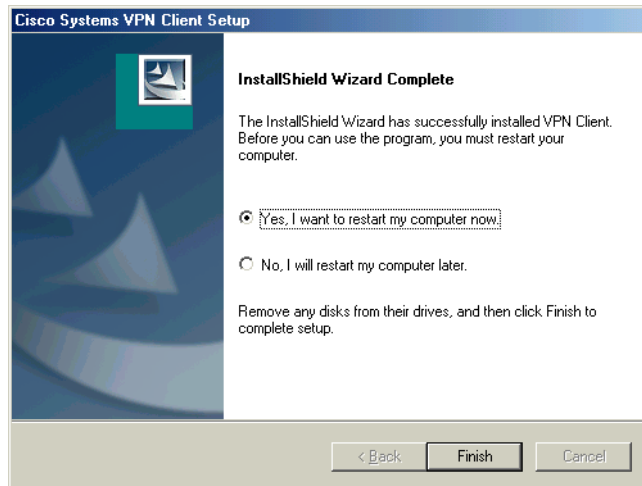 Cisco Systems VPN Client Setup
InstallShield Wizard Complete
The InstallShield Wizard has successfully installed VPN Client.
Before you can use the program, you must restart your
computer.
Yes, I want to restart my computer now.
No, I will restart my computer later.
Remove any disks from their drives, and then click Finish to
complete setup.
< Back Finish Cancel